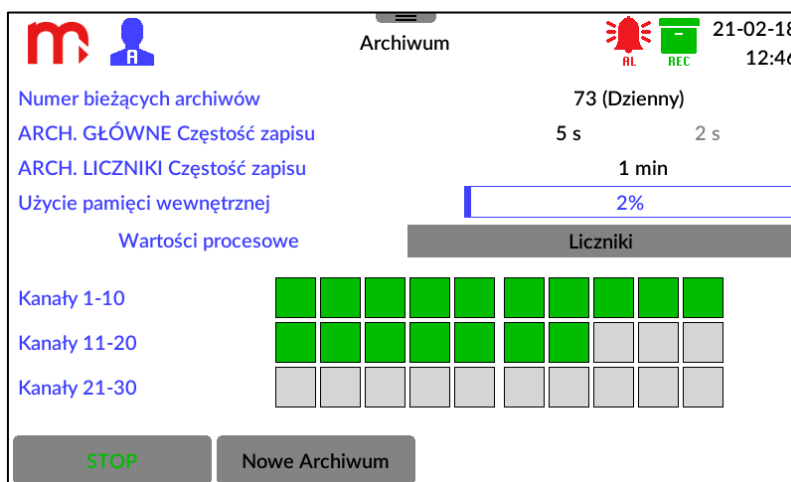 m
A
Archiwum
AL
REC
21-02-18
12:46
Numer bieżących archiwów 73 (Dzienny)
ARCH. GŁÓWNE Częstość zapisu 5 s 2 s
ARCH. LICZNIKI Częstość zapisu 1 min
Użycie pamięci wewnętrznej 2%
Wartości procesowe Liczniki
Kanały 1-10
Kanały 11-20
Kanały 21-30
STOP Nowe Archiwum